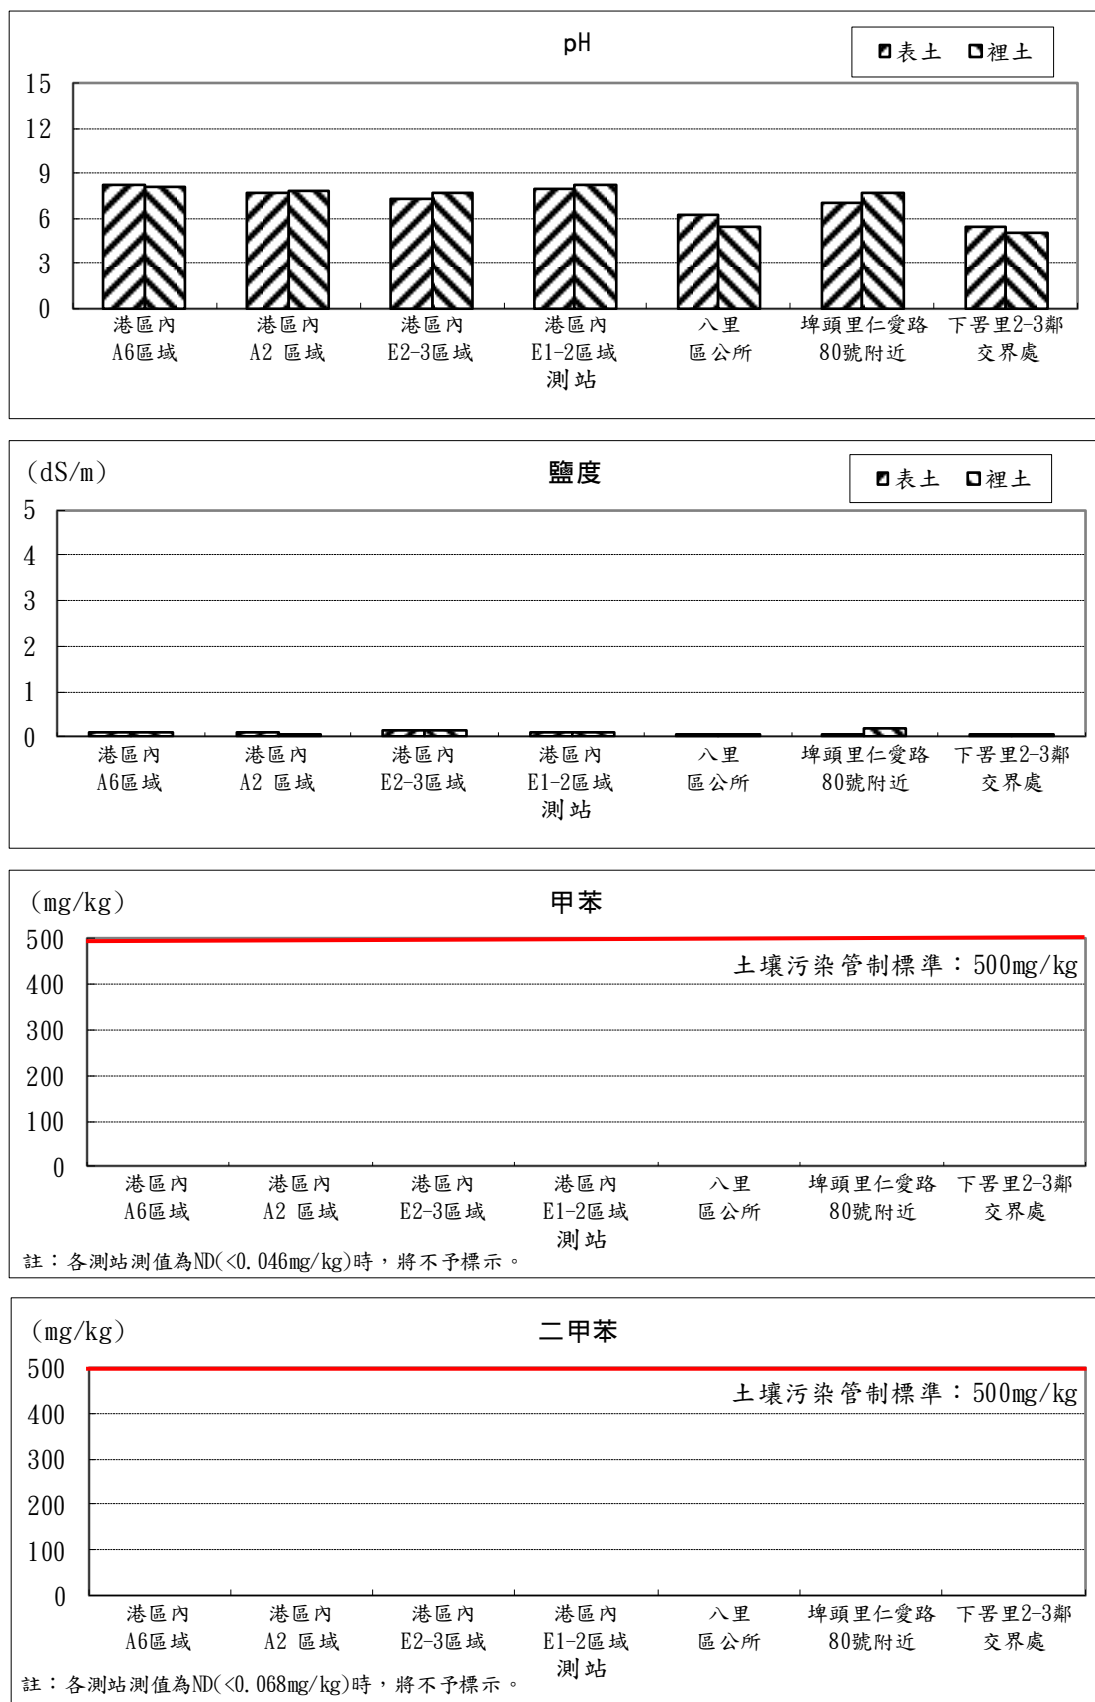 pH
表土 裡土
15
12
9
6
3
0
港區內 港區內 港區內 港區內 八里 埤頭里仁愛路 下罟里2-3鄰
A6區域 A2 區域 E2-3區域 E1-2區域 區公所 80號附近 交界處
測站
(dS/m) 鹽度
表土 裡土
5
4
3
2
1
0
港區內 港區內 港區內 港區內 八里 埤頭里仁愛路 下罟里2-3鄰
A6區域 A2 區域 E2-3區域 E1-2區域 區公所 80號附近 交界處
測站
(mg/kg) 甲苯
500
土壤污染管制標準：500mg/kg
400
300
200
100
0
港區內 港區內 港區內 港區內 八里 埤頭里仁愛路 下罟里2-3鄰
A6區域 A2 區域 E2-3區域 E1-2區域 區公所 80號附近 交界處
測站
註：各測站測值為ND(<0.046mg/kg)時，將不予標示。
(mg/kg) 二甲苯
500
土壤污染管制標準：500mg/kg
400
300
200
100
0
港區內 港區內 港區內 港區內 八里 埤頭里仁愛路 下罟里2-3鄰
A6區域 A2 區域 E2-3區域 E1-2區域 區公所 80號附近 交界處
測站
註：各測站測值為ND(<0.068mg/kg)時，將不予標示。